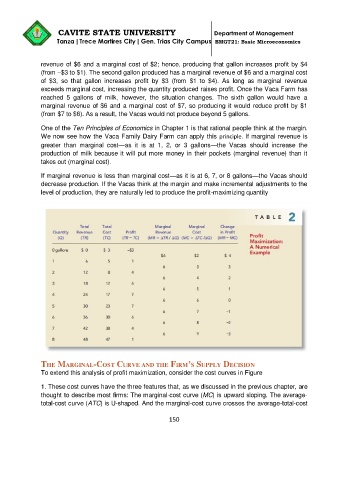 CAVITE STATE UNIVERSITY Department of Management
Tanza |Trece Martires City | Gen. Trias City Campus BMGT21: Basic Microeconomics
revenue of $6 and a marginal cost of $2; hence, producing that gallon increases profit by $4
(from –$3 to $1). The second gallon produced has a marginal revenue of $6 and a marginal cost
of $3, so that gallon increases profit by $3 (from $1 to $4). As long as marginal revenue
exceeds marginal cost, increasing the quantity produced raises profit. Once the Vaca Farm has
reached 5 gallons of milk, however, the situation changes. The sixth gallon would have a
marginal revenue of $6 and a marginal cost of $7, so producing it would reduce profit by $1
(from $7 to $6). As a result, the Vacas would not produce beyond 5 gallons.
One of the Ten Principles of Economics in Chapter 1 is that rational people think at the margin.
We now see how the Vaca Family Dairy Farm can apply this principle. If marginal revenue is
greater than marginal cost—as it is at 1, 2, or 3 gallons—the Vacas should increase the
production of milk because it will put more money in their pockets (marginal revenue) than it
takes out (marginal cost).
If marginal revenue is less than marginal cost—as it is at 6, 7, or 8 gallons—the Vacas should
decrease production. If the Vacas think at the margin and make incremental adjustments to the
level of production, they are naturally led to produce the profit-maximizing quantity
TABLE 2
Profit
Maximization:
A Numerical
Example
Total Total Marginal Marginal Change
Quantity Revenue Cost Profit Revenue Cost in Profit
(Q) (TR) (TC) (TR – TC) (MR = ΔTR / ΔQ) (MC = ΔTC /ΔQ) (MR – MC)
0 gallons $ 0 $ 3 –$3
$6 $2 $ 4
1 6 5 1
6 3 3
2 12 8 4
6 4 2
3 18 12 6
6 5 1
4 24 17 7
6 6 0
5 30 23 7
6 7 –1
6 36 30 6
6 8 –2
7 42 38 4
6 9 –3
8 48 47 1
THE MARGINAL-COST CURVE AND THE FIRM'S SUPPLY DECISION
To extend this analysis of profit maximization, consider the cost curves in Figure
1. These cost curves have the three features that, as we discussed in the previous chapter, are
thought to describe most firms: The marginal-cost curve (MC) is upward sloping. The average-
total-cost curve (ATC) is U-shaped. And the marginal-cost curve crosses the average-total-cost
150